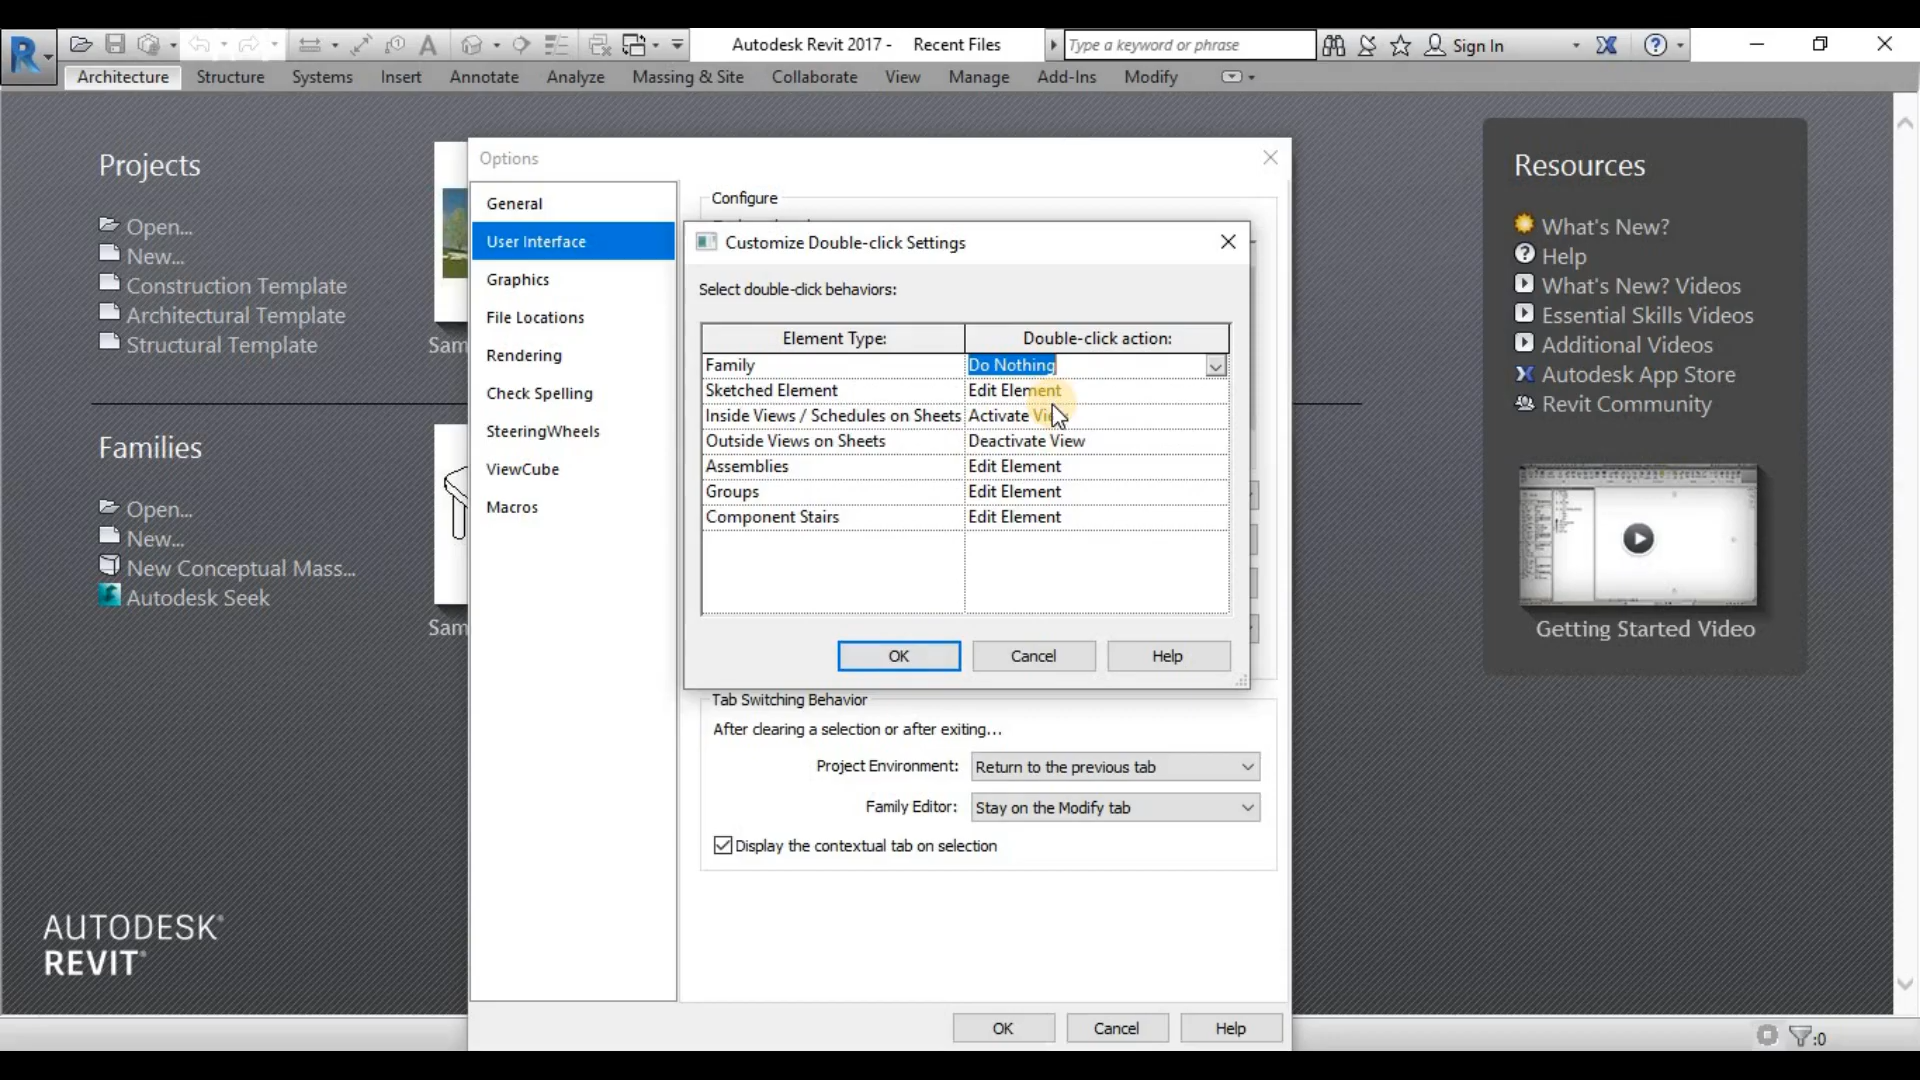 Autodesk Revit 2017 - Recent Files
Type a keyword or phrase
Sign In
Architecture Structure Systems Insert Annotate Analyze Massing & Site Collaborate View Manage Add-Ins Modify
Projects
Open...
New...
Construction Template
Architectural Template
Structural Template
Sam
Families
Open...
New...
New Conceptual Mass...
Autodesk Seek
Sam
AUTODESK®
REVIT®
Options
General
User Interface
Graphics
File Locations
Rendering
Check Spelling
SteeringWheels
ViewCube
Macros
Configure
Customize Double-click Settings
Select double-click behaviors:
Element Type: Double-click action:
Family Do Nothing
Sketched Element Edit Element
Inside Views / Schedules on Sheets Activate View
Outside Views on Sheets Deactivate View
Assemblies Edit Element
Groups Edit Element
Component Stairs Edit Element
OK Cancel Help
Tab Switching Behavior
After clearing a selection or after exiting...
Project Environment: Return to the previous tab
Family Editor: Stay on the Modify tab
Display the contextual tab on selection
OK Cancel Help
Resources
What's New?
Help
What's New? Videos
Essential Skills Videos
Additional Videos
Autodesk App Store
Revit Community
Getting Started Video
:0